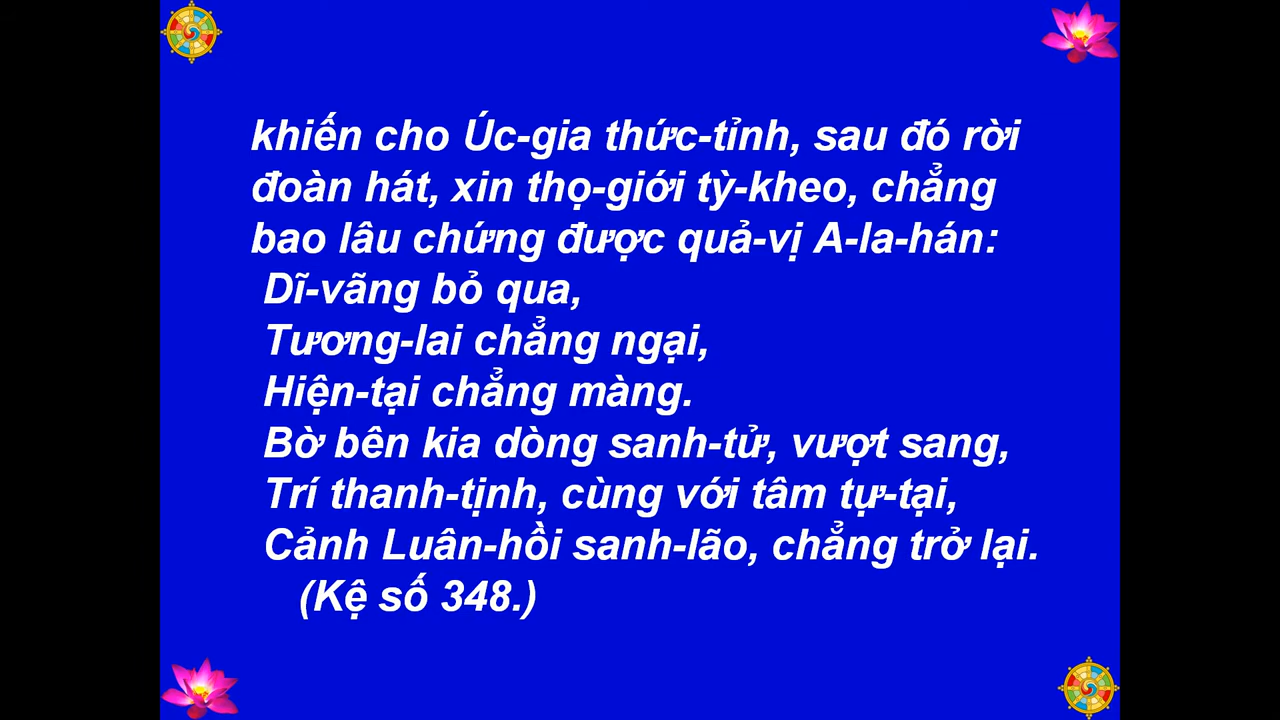 khiến cho Úc-gia thức-tỉnh, sau đó rời
đoàn hát, xin thọ-giới tỳ-kheo, chẳng
bao lâu chứng được quả-vị A-la-hán:
Dĩ-vãng bỏ qua,
Tương-lai chẳng ngại,
Hiện-tại chẳng màng.
Bờ bên kia dòng sanh-tử, vượt sang,
Trí thanh-tịnh, cùng với tâm tự-tại,
Cảnh Luân-hồi sanh-lão, chẳng trở lại.
(Kệ số 348.)